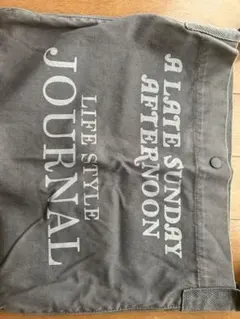 A LATE SUNDAY
AFTERNOON
LIFE STYLE
JOURNAL